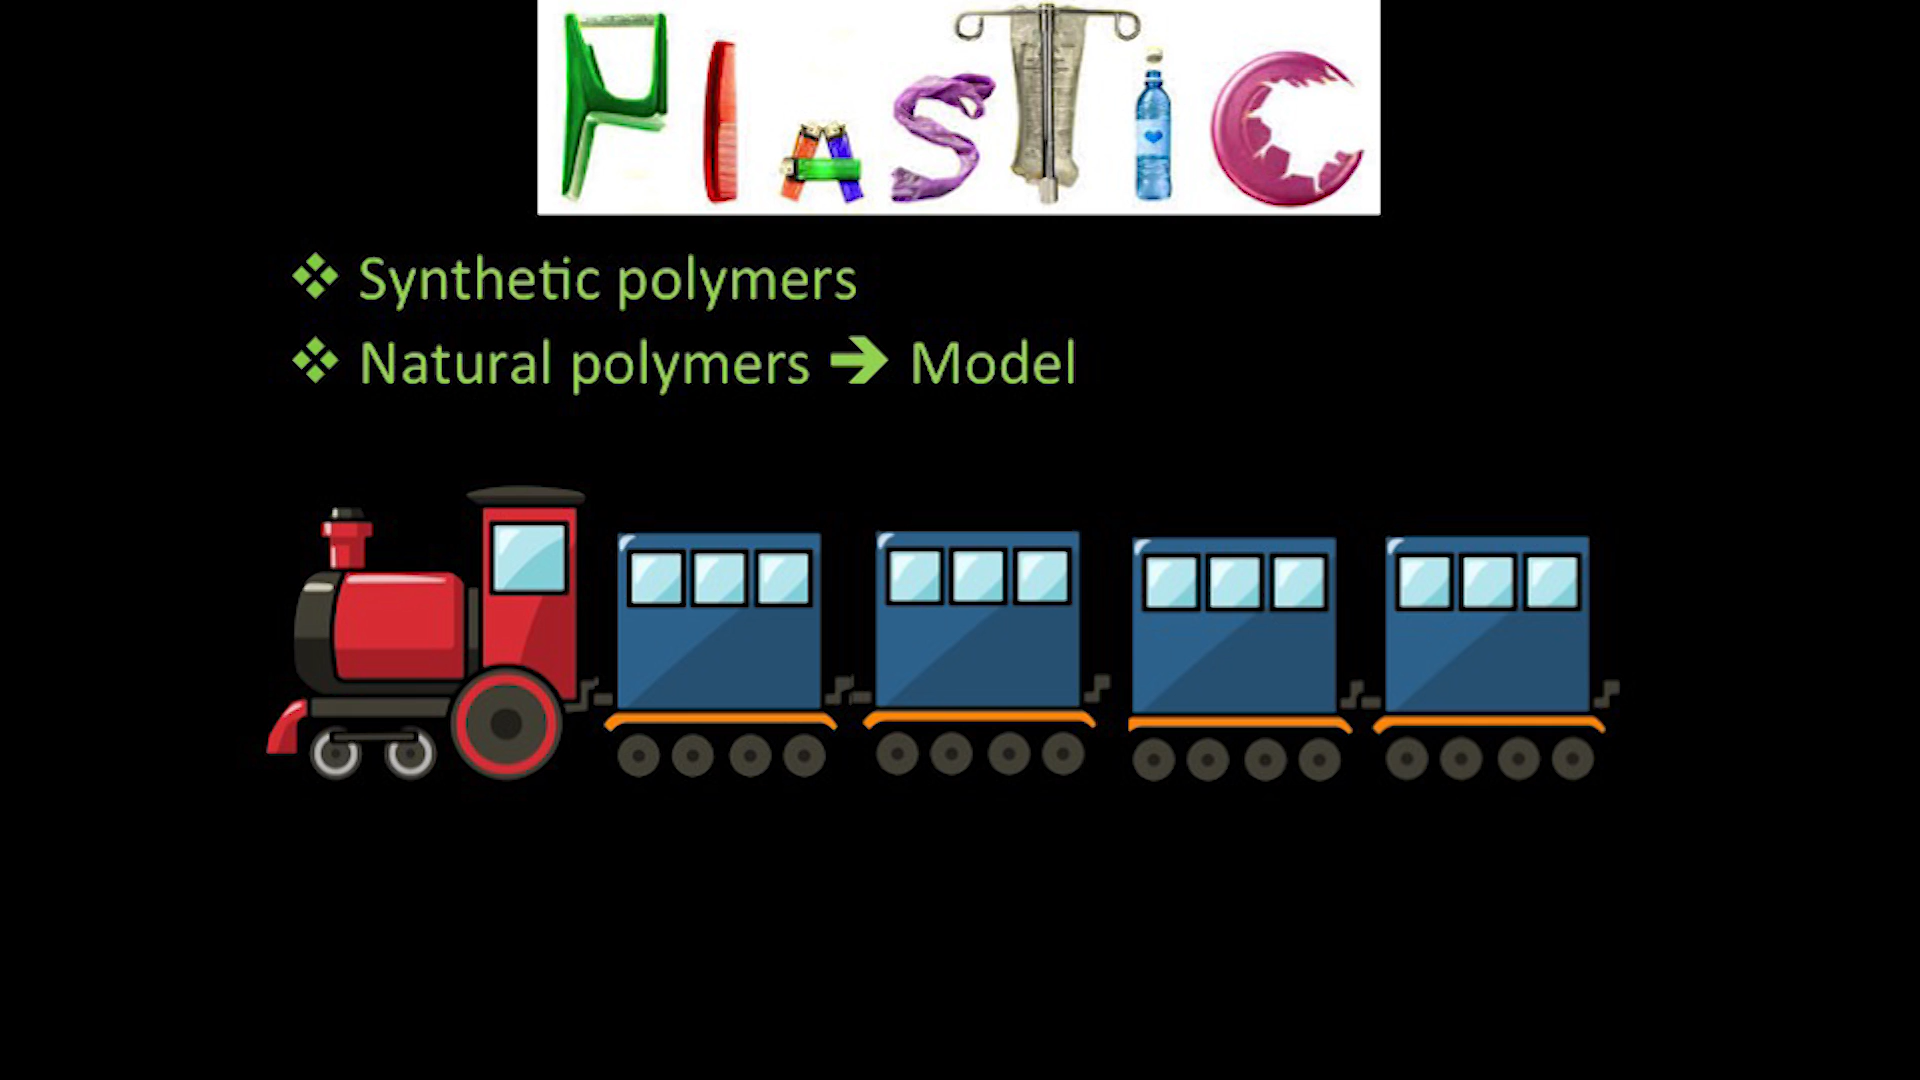 PlaSTiC
❖ Synthetic polymers
❖ Natural polymers ➔ Model